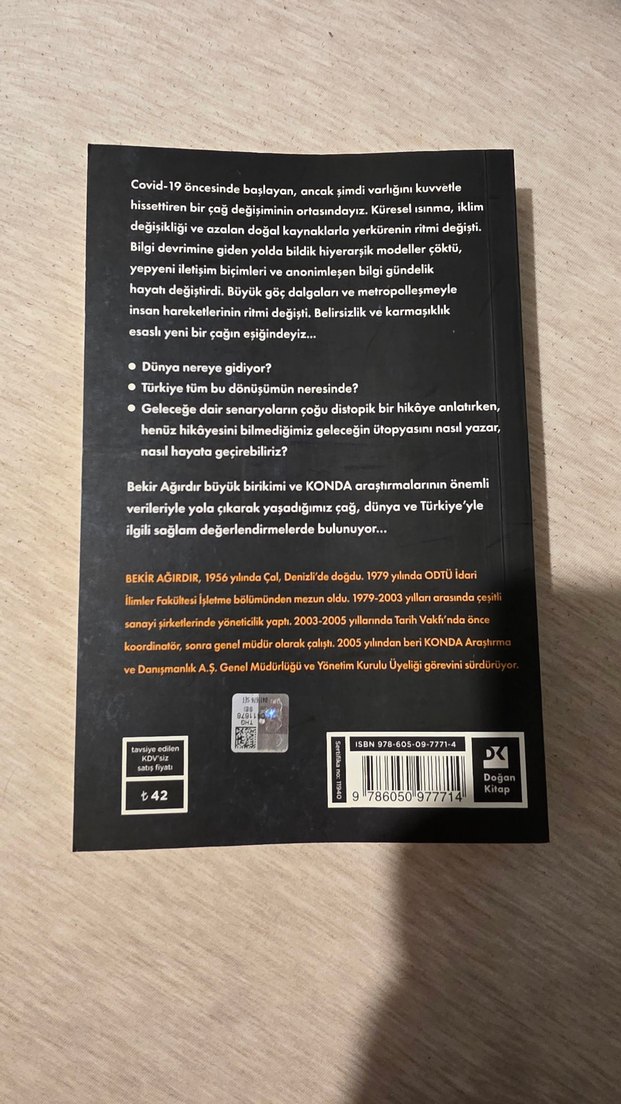 Covid-19 öncesinde başlayan, ancak şimdi varlığını kuvvetle
hissettiren bir çağ değişiminin ortasındayız. Küresel ısınma, iklim
değişikliği ve azalan doğal kaynaklarla yerkürenin ritmi değişti.
Bilgi devrimine giden yolda bildik hiyerarşik modeller çöktü,
yepyeni iletişim biçimleri ve anonimleşen bilgi gündelik
hayatı değiştirdi. Büyük göç dalgaları ve metropolleşmeyle
insan hareketlerinin ritmi değişti. Belirsizlik ve karmaşıklık
esaslı yeni bir çağın eşiğindeyiz...
• Dünya nereye gidiyor?
• Türkiye tüm bu dönüşümün neresinde?
• Geleceğe dair senaryoların çoğu distopik bir hikâye anlatırken,
henüz hikâyesini bilmediğimiz geleceğin ütopyasını nasıl yazar,
nasıl hayata geçirebiliriz?
Bekir Ağırdır büyük birikimi ve KONDA araştırmalarının önemli
verileriyle yola çıkarak yaşadığımız çağ, dünya ve Türkiye'yle
ilgili sağlam değerlendirmelerde bulunuyor...
BEKİR AĞIRDIR, 1956 yılında Çal, Denizli'de doğdu. 1979 yılında ODTÜ İdari
İlimler Fakültesi İşletme bölümünden mezun oldu. 1979-2003 yılları arasında çeşitli
sanayi şirketlerinde yöneticilik yaptı. 2003-2005 yıllarında Tarih Vakfı'nda önce
koordinatör, sonra genel müdür olarak çalıştı. 2005 yılından beri KONDA Araştırma
ve Danışmanlık A.Ş. Genel Müdürlüğü ve Yönetim Kurulu Üyeliği görevini sürdürüyor.
tavsiye edilen
KDV'siz
satış fiyatı
₺ 42
Sertifika no: 11940
ISBN 978-605-09-7771-4
9 786050 977714
DK
Doğan
Kitap